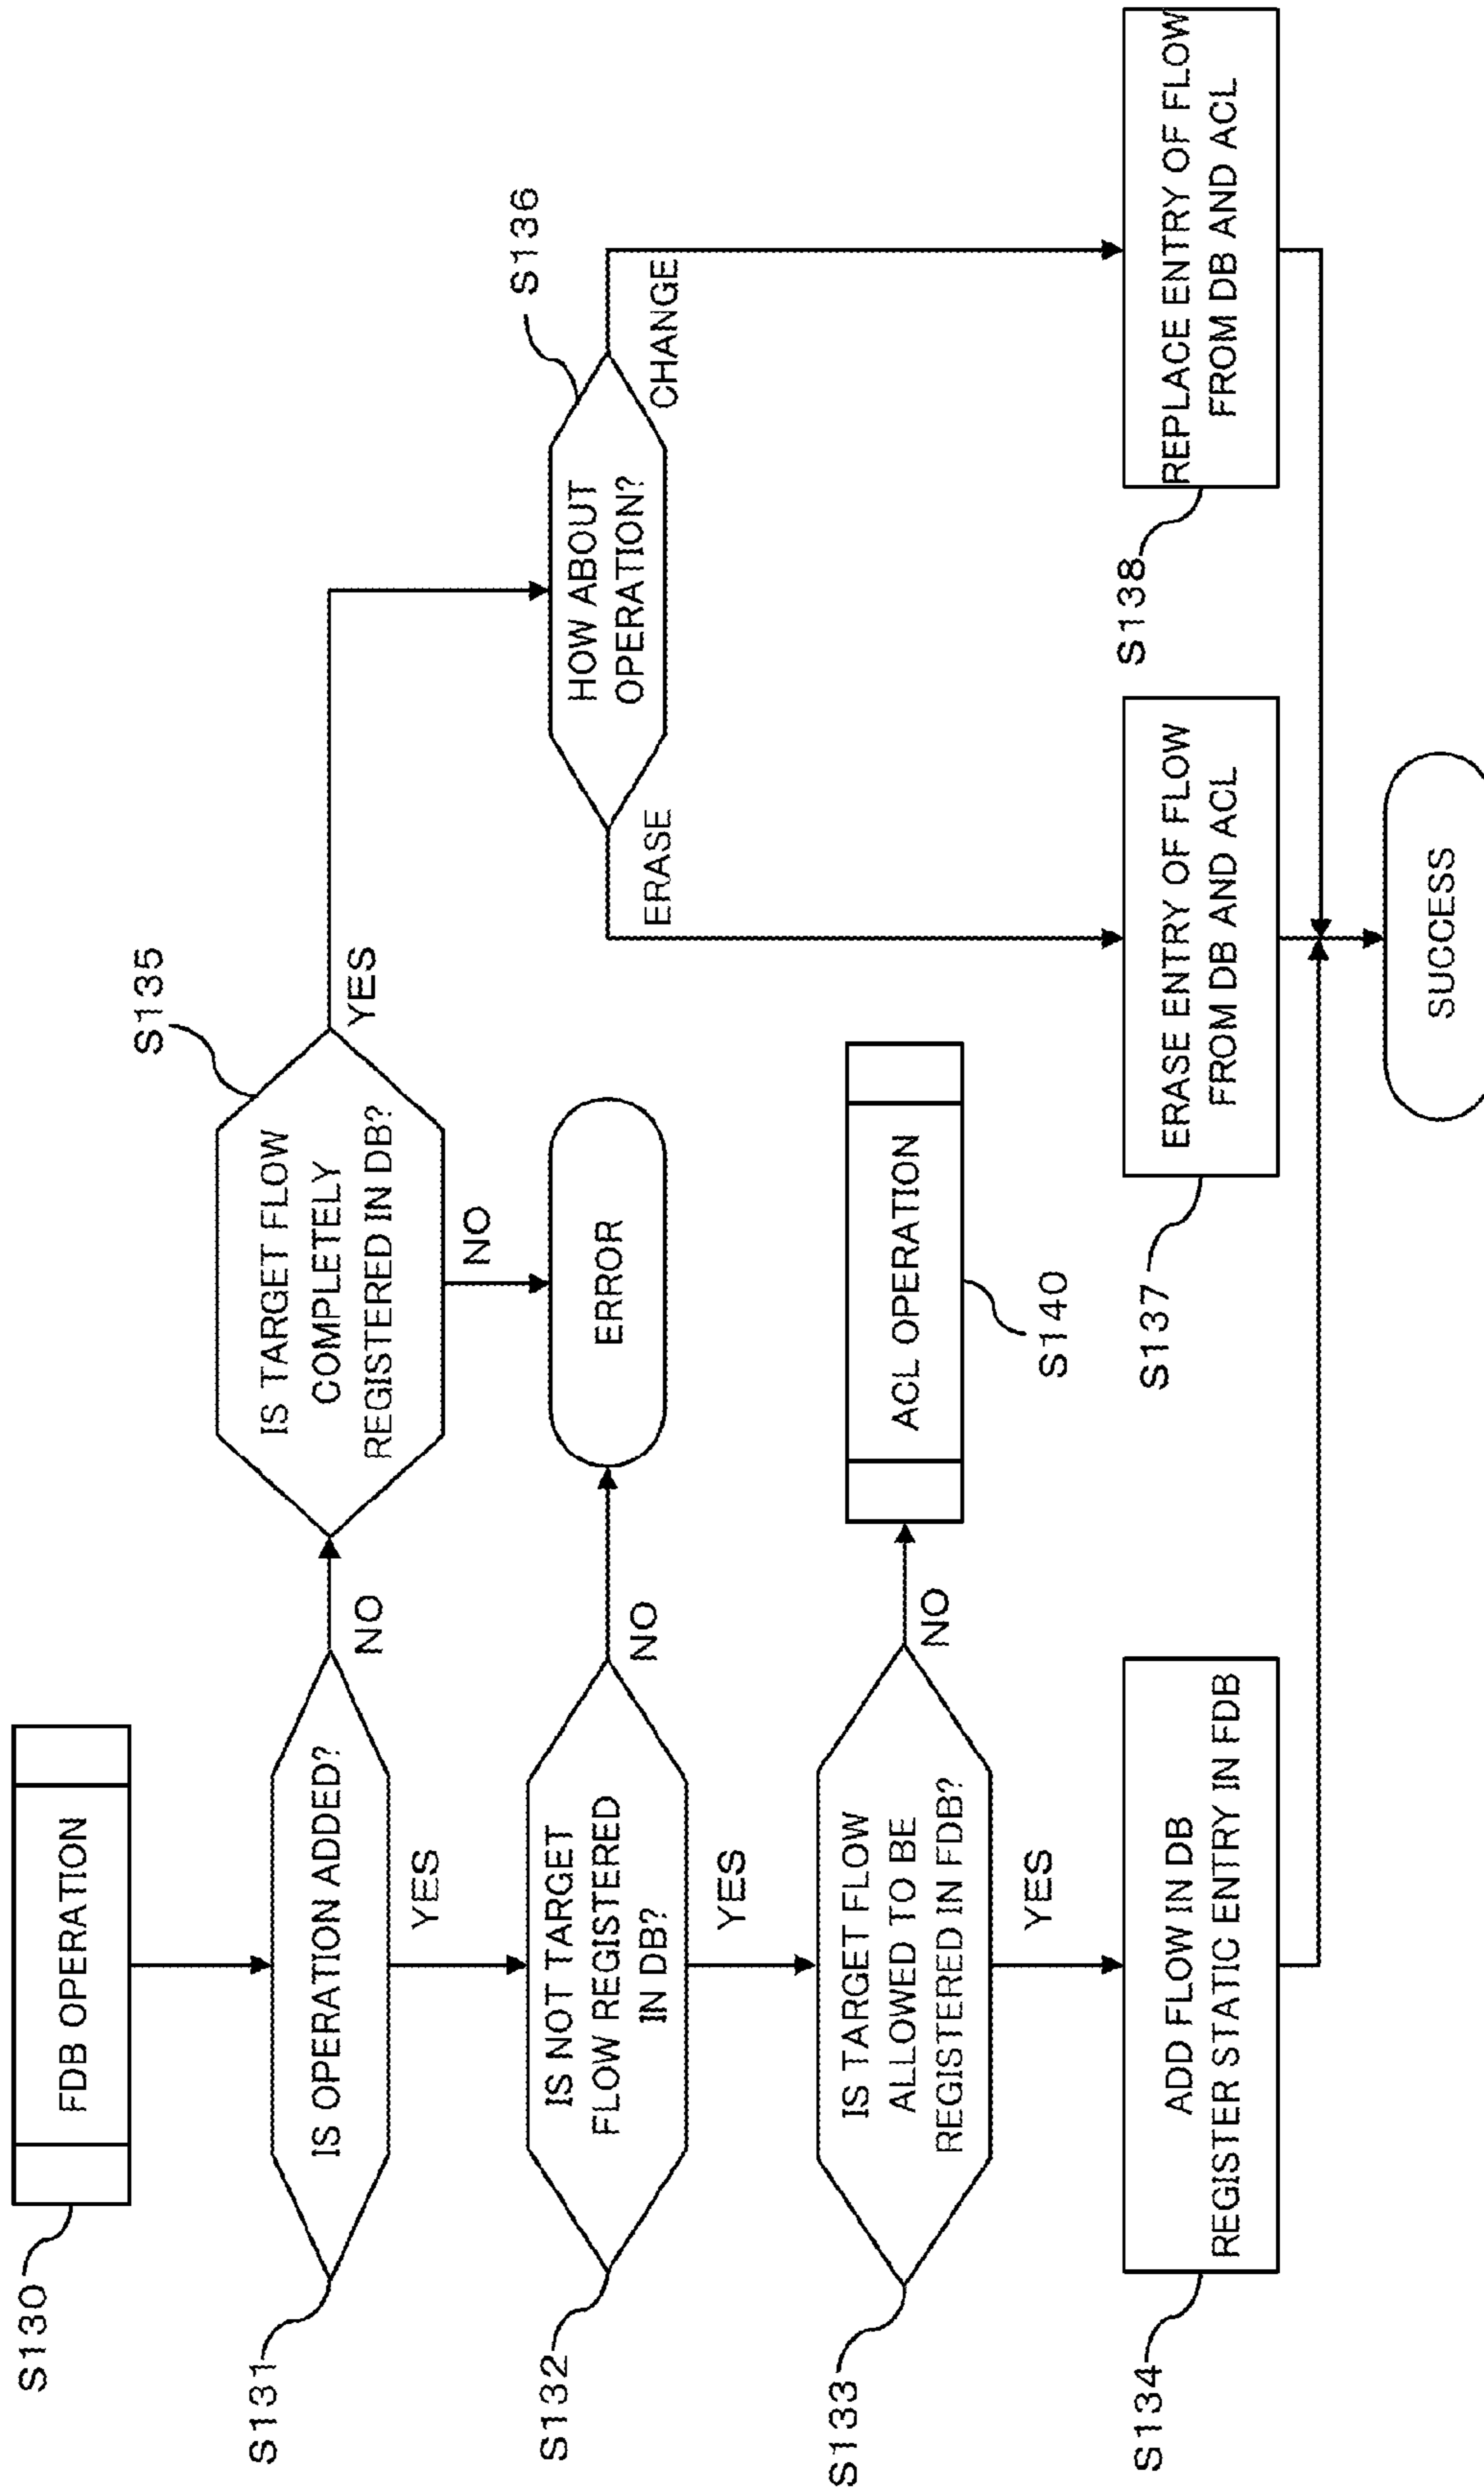 S130
FDB OPERATION
S131
IS OPERATION ADDED?
NO
YES
S135
IS TARGET FLOW
COMPLETELY
REGISTERED IN DB?
YES
NO
S132
IS NOT TARGET
FLOW REGISTERED
IN DB?
NO
YES
ERROR
S136
HOW ABOUT
OPERATION?
ERASE
CHANGE
S133
IS TARGET FLOW
ALLOWED TO BE
REGISTERED IN FDB?
NO
YES
ACL OPERATION
S140
S134
ADD FLOW IN DB
REGISTER STATIC ENTRY IN FDB
S137
ERASE ENTRY OF FLOW
FROM DB AND ACL
S138
REPLACE ENTRY OF FLOW
FROM DB AND ACL
SUCCESS